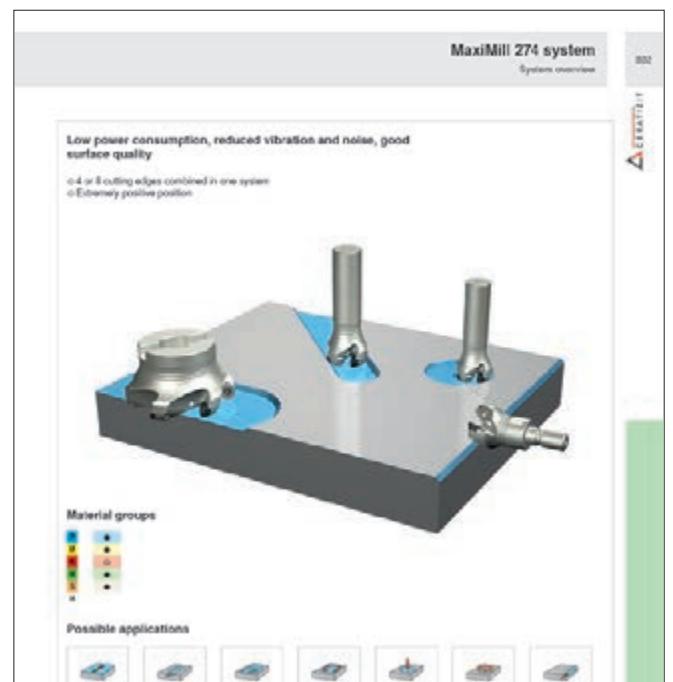 MaxiMill 274 system
System overview
CERATIZIT
Low power consumption, reduced vibration and noise, good
surface quality
4 or 8 cutting edges combined in one system
Extremely positive position
Material groups
P
M
K
N
S
H
Possible applications